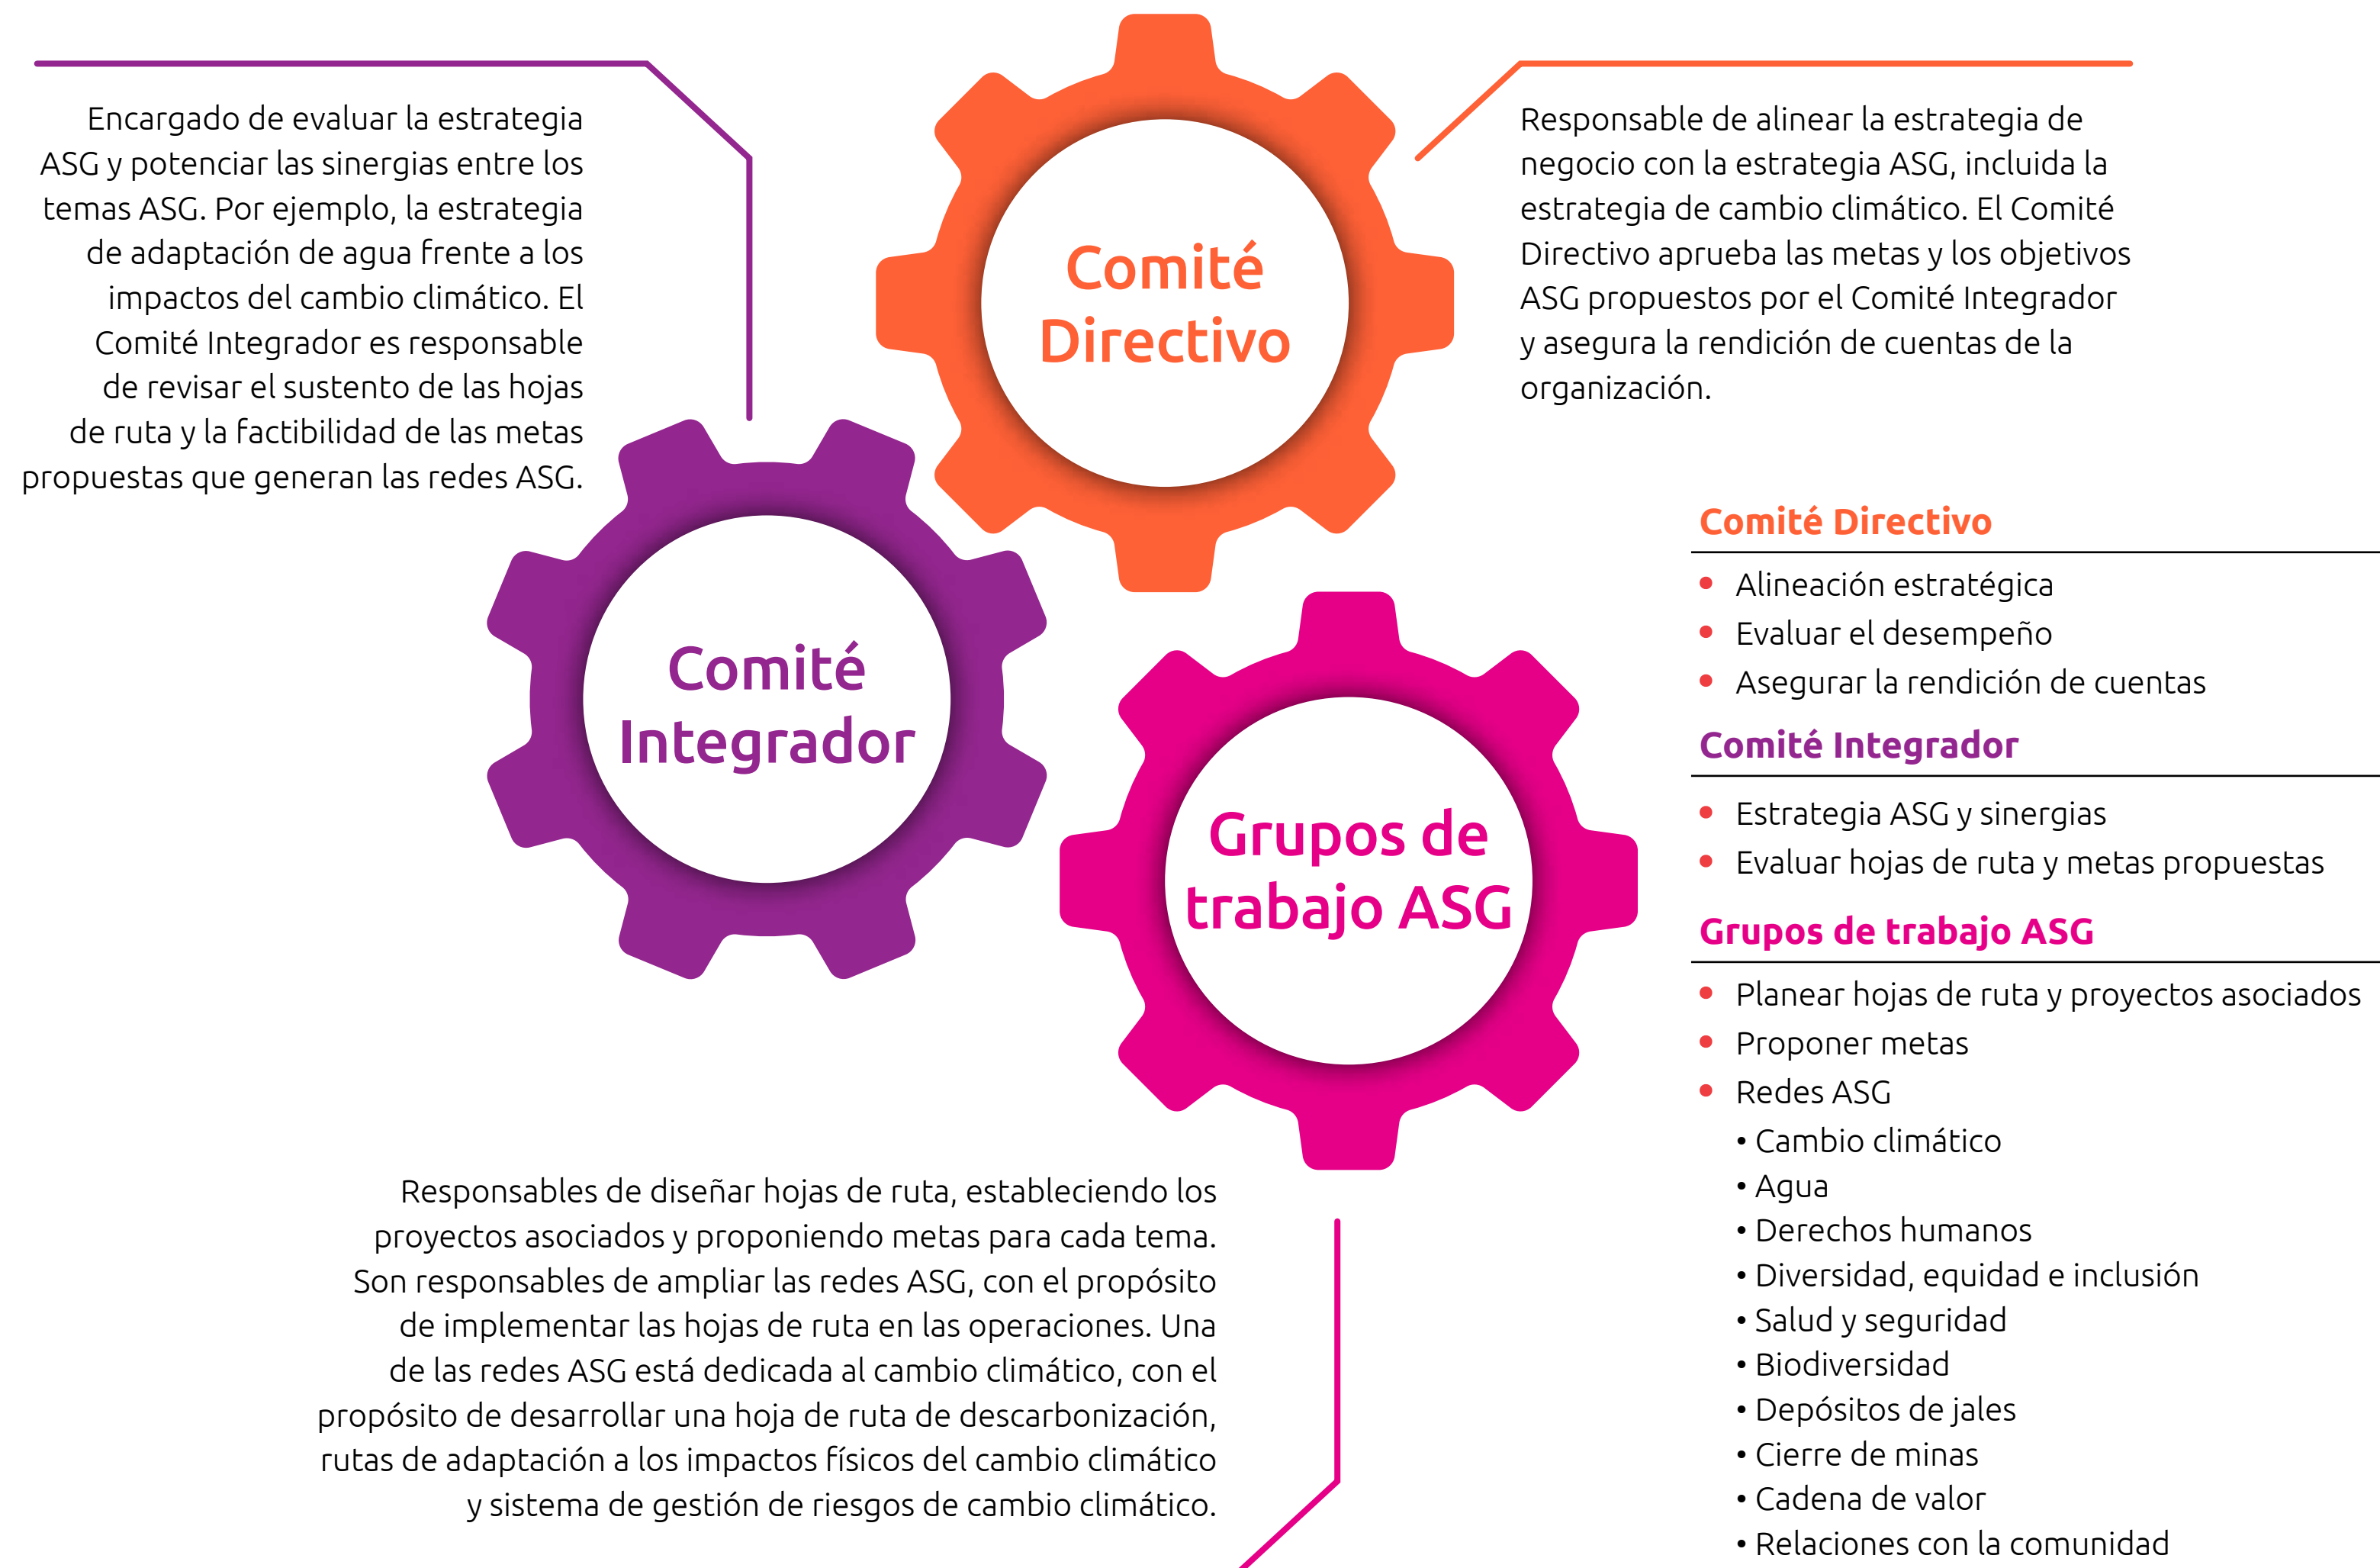 Encargado de evaluar la estrategia
ASG y potenciar las sinergias entre los
temas ASG. Por ejemplo, la estrategia
de adaptación de agua frente a los
impactos del cambio climático. El
Comité Integrador es responsable
de revisar el sustento de las hojas
de ruta y la factibilidad de las metas
propuestas que generan las redes ASG.
Comité
Directivo
Responsable de alinear la estrategia de
negocio con la estrategia ASG, incluida la
estrategia de cambio climático. El Comité
Directivo aprueba las metas y los objetivos
ASG propuestos por el Comité Integrador
y asegura la rendición de cuentas de la
organización.
Comité
Integrador
Grupos de
trabajo ASG
Responsables de diseñar hojas de ruta, estableciendo los
proyectos asociados y proponiendo metas para cada tema.
Son responsables de ampliar las redes ASG, con el propósito
de implementar las hojas de ruta en las operaciones. Una
de las redes ASG está dedicada al cambio climático, con el
propósito de desarrollar una hoja de ruta de descarbonización,
rutas de adaptación a los impactos físicos del cambio climático
y sistema de gestión de riesgos de cambio climático.
Comité Directivo
• Alineación estratégica
• Evaluar el desempeño
• Asegurar la rendición de cuentas
Comité Integrador
• Estrategia ASG y sinergias
• Evaluar hojas de ruta y metas propuestas
Grupos de trabajo ASG
• Planear hojas de ruta y proyectos asociados
• Proponer metas
• Redes ASG
• Cambio climático
• Agua
• Derechos humanos
• Diversidad, equidad e inclusión
• Salud y seguridad
• Biodiversidad
• Depósitos de jales
• Cierre de minas
• Cadena de valor
• Relaciones con la comunidad